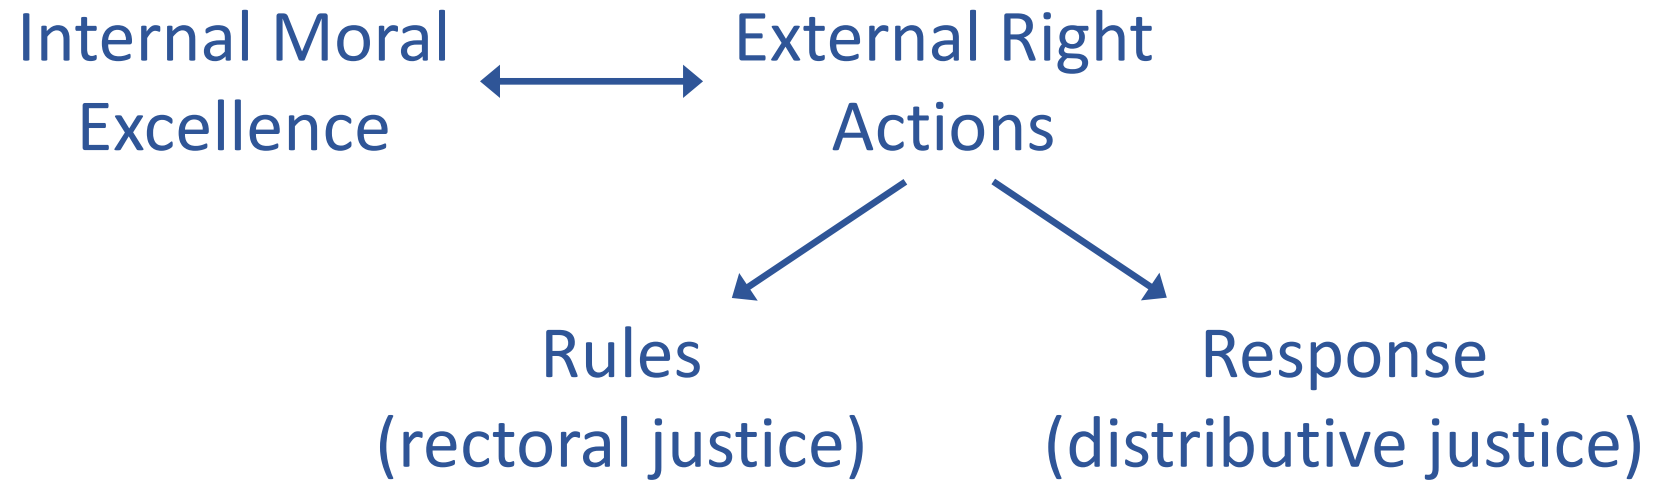 Internal Moral
Excellence
External Right
Actions
Rules
(rectoral justice)
Response
(distributive justice)